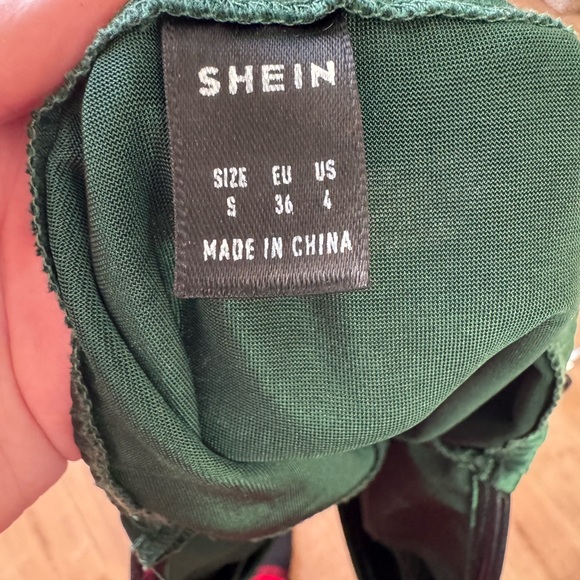 SHEIN
SIZE EU US
S 36 4
MADE IN CHINA